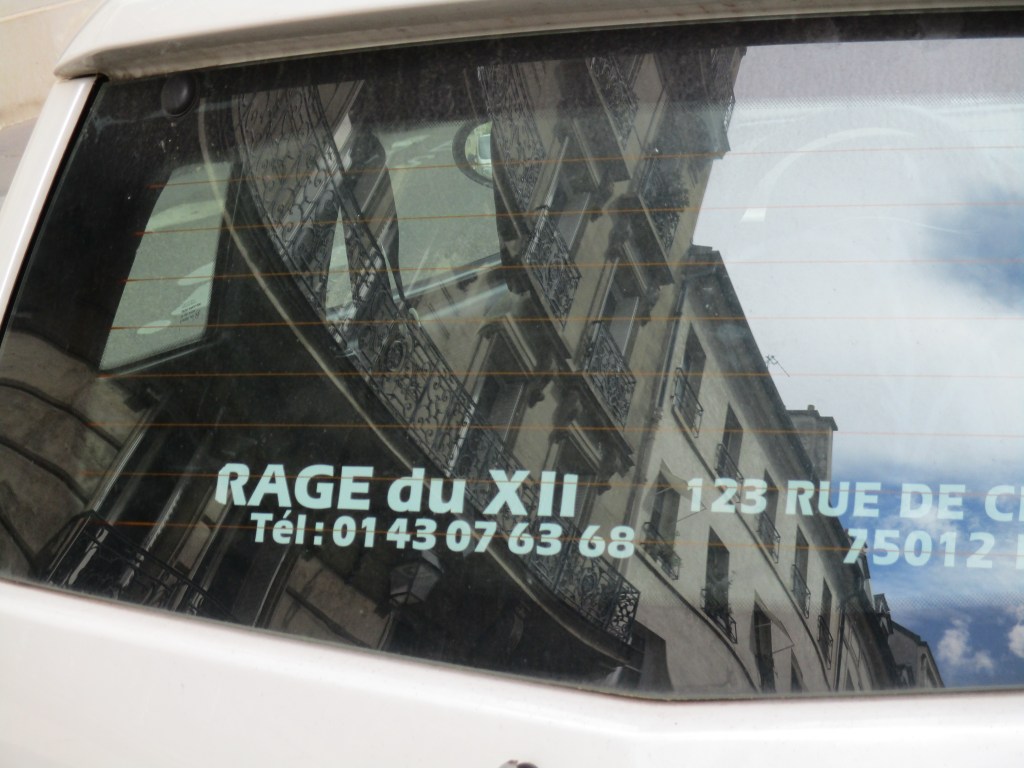 RAGE du XII
Tél : 01 43 07 63 68
123 RUE DE
75012